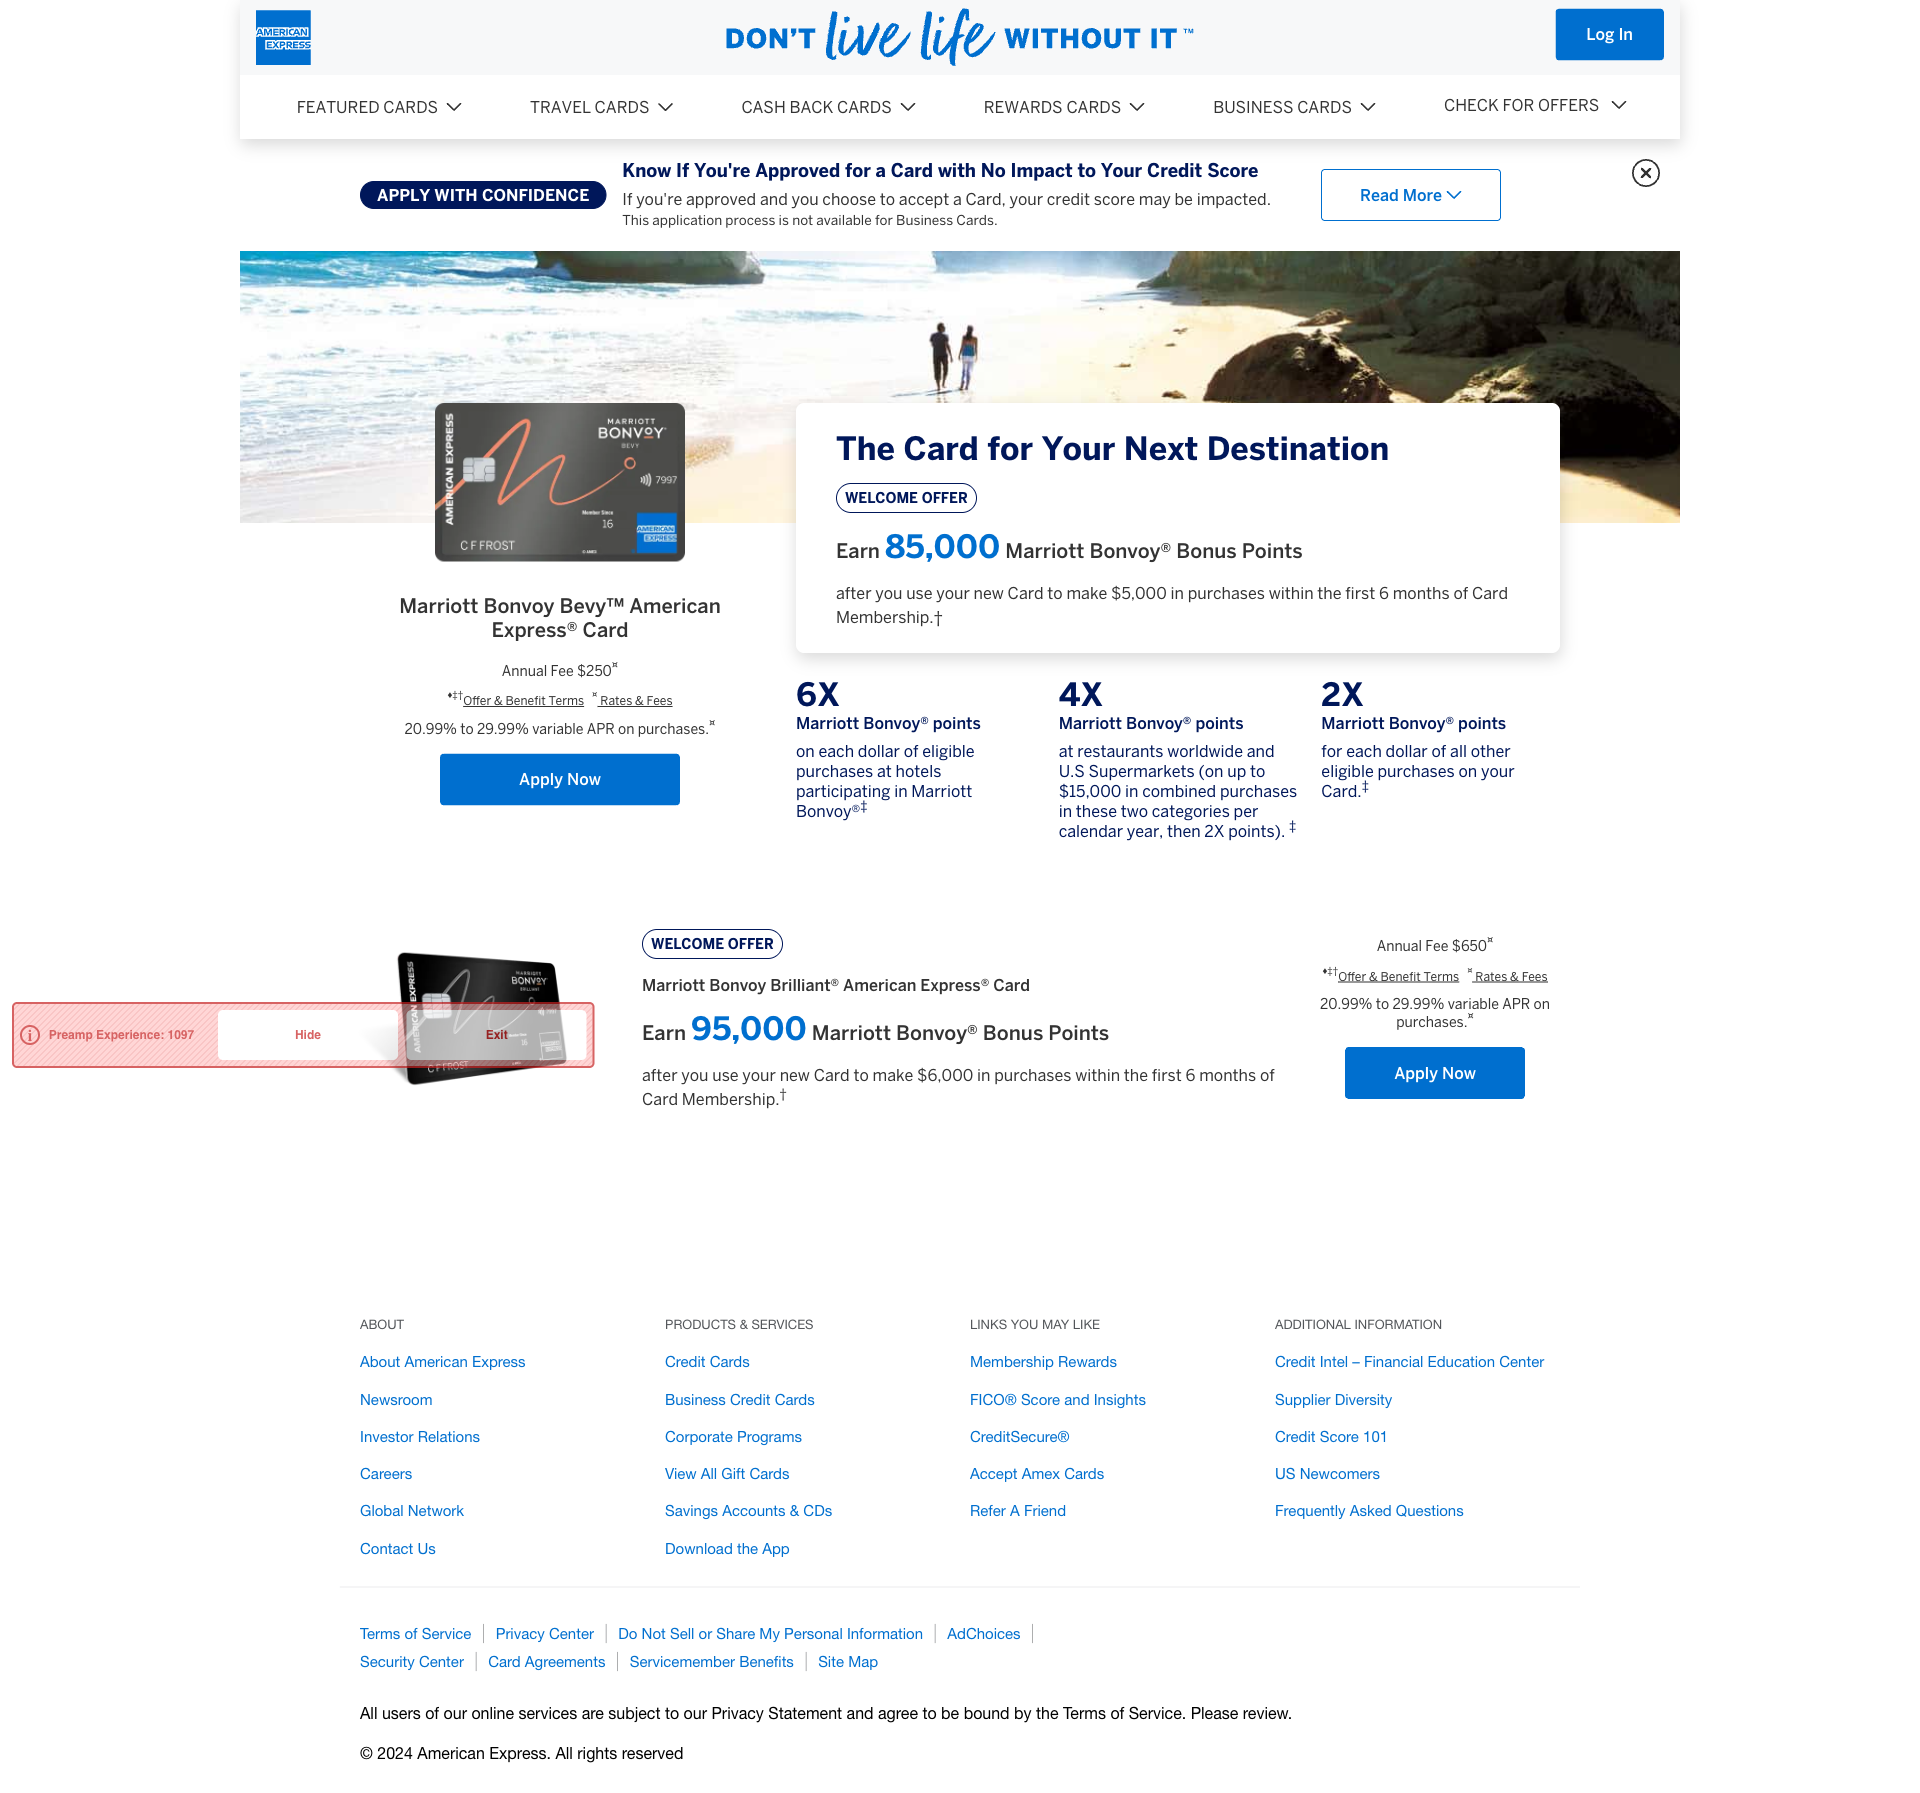 AMERICAN
EXPRESS
DON'T live life WITHOUT IT ™
Log In
FEATURED CARDS
TRAVEL CARDS
CASH BACK CARDS
REWARDS CARDS
BUSINESS CARDS
CHECK FOR OFFERS
APPLY WITH CONFIDENCE
Know If You're Approved for a Card with No Impact to Your Credit Score
If you're approved and you choose to accept a Card, your credit score may be impacted.
This application process is not available for Business Cards.
Read More
AMERICAN EXPRESS
MARRIOTT
BONVOY™
BEVY
7997
Member Since
16
AMERICAN
EXPRESS
C F FROST
© AMEX
Marriott Bonvoy Bevy™ American
Express® Card
Annual Fee $250¤
♦‡†Offer & Benefit Terms ¤ Rates & Fees
20.99% to 29.99% variable APR on purchases.¤
Apply Now
The Card for Your Next Destination
WELCOME OFFER
Earn 85,000 Marriott Bonvoy® Bonus Points
after you use your new Card to make $5,000 in purchases within the first 6 months of Card
Membership.†
6X
Marriott Bonvoy® points
on each dollar of eligible
purchases at hotels
participating in Marriott
Bonvoy®‡
4X
Marriott Bonvoy® points
at restaurants worldwide and
U.S Supermarkets (on up to
$15,000 in combined purchases
in these two categories per
calendar year, then 2X points). ‡
2X
Marriott Bonvoy® points
for each dollar of all other
eligible purchases on your
Card.‡
AMERICAN EXPRESS
MARRIOTT
BONVOY
BRILLIANT
16
C F FROST
Preamp Experience: 1097
Hide
Exit
WELCOME OFFER
Marriott Bonvoy Brilliant® American Express® Card
Earn 95,000 Marriott Bonvoy® Bonus Points
after you use your new Card to make $6,000 in purchases within the first 6 months of
Card Membership.†
Annual Fee $650¤
♦‡†Offer & Benefit Terms ¤ Rates & Fees
20.99% to 29.99% variable APR on
purchases.¤
Apply Now
ABOUT
About American Express
Newsroom
Investor Relations
Careers
Global Network
Contact Us
PRODUCTS & SERVICES
Credit Cards
Business Credit Cards
Corporate Programs
View All Gift Cards
Savings Accounts & CDs
Download the App
LINKS YOU MAY LIKE
Membership Rewards
FICO® Score and Insights
CreditSecure®
Accept Amex Cards
Refer A Friend
ADDITIONAL INFORMATION
Credit Intel – Financial Education Center
Supplier Diversity
Credit Score 101
US Newcomers
Frequently Asked Questions
Terms of Service | Privacy Center | Do Not Sell or Share My Personal Information | AdChoices |
Security Center | Card Agreements | Servicemember Benefits | Site Map
All users of our online services are subject to our Privacy Statement and agree to be bound by the Terms of Service. Please review.
© 2024 American Express. All rights reserved